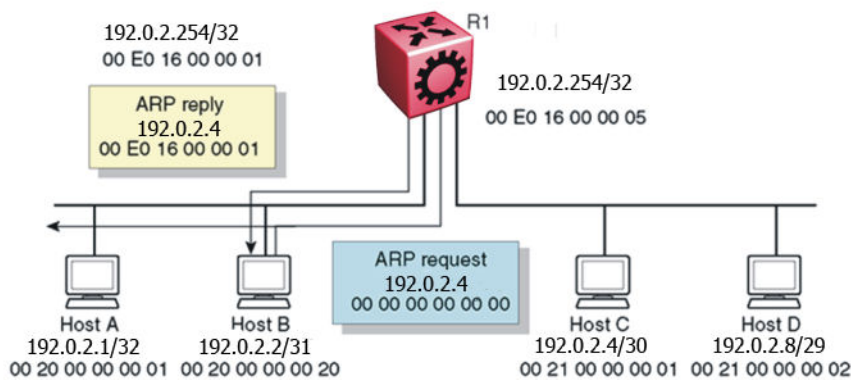 R1
192.0.2.254/32
00 E0 16 00 00 01
192.0.2.254/32
00 E0 16 00 00 05
ARP reply
192.0.2.4
00 E0 16 00 00 01
ARP request
192.0.2.4
00 00 00 00 00 00
Host A
192.0.2.1/32
00 20 00 00 00 01
Host B
192.0.2.2/31
00 20 00 00 00 20
Host C
192.0.2.4/30
00 21 00 00 00 01
Host D
192.0.2.8/29
00 21 00 00 00 02